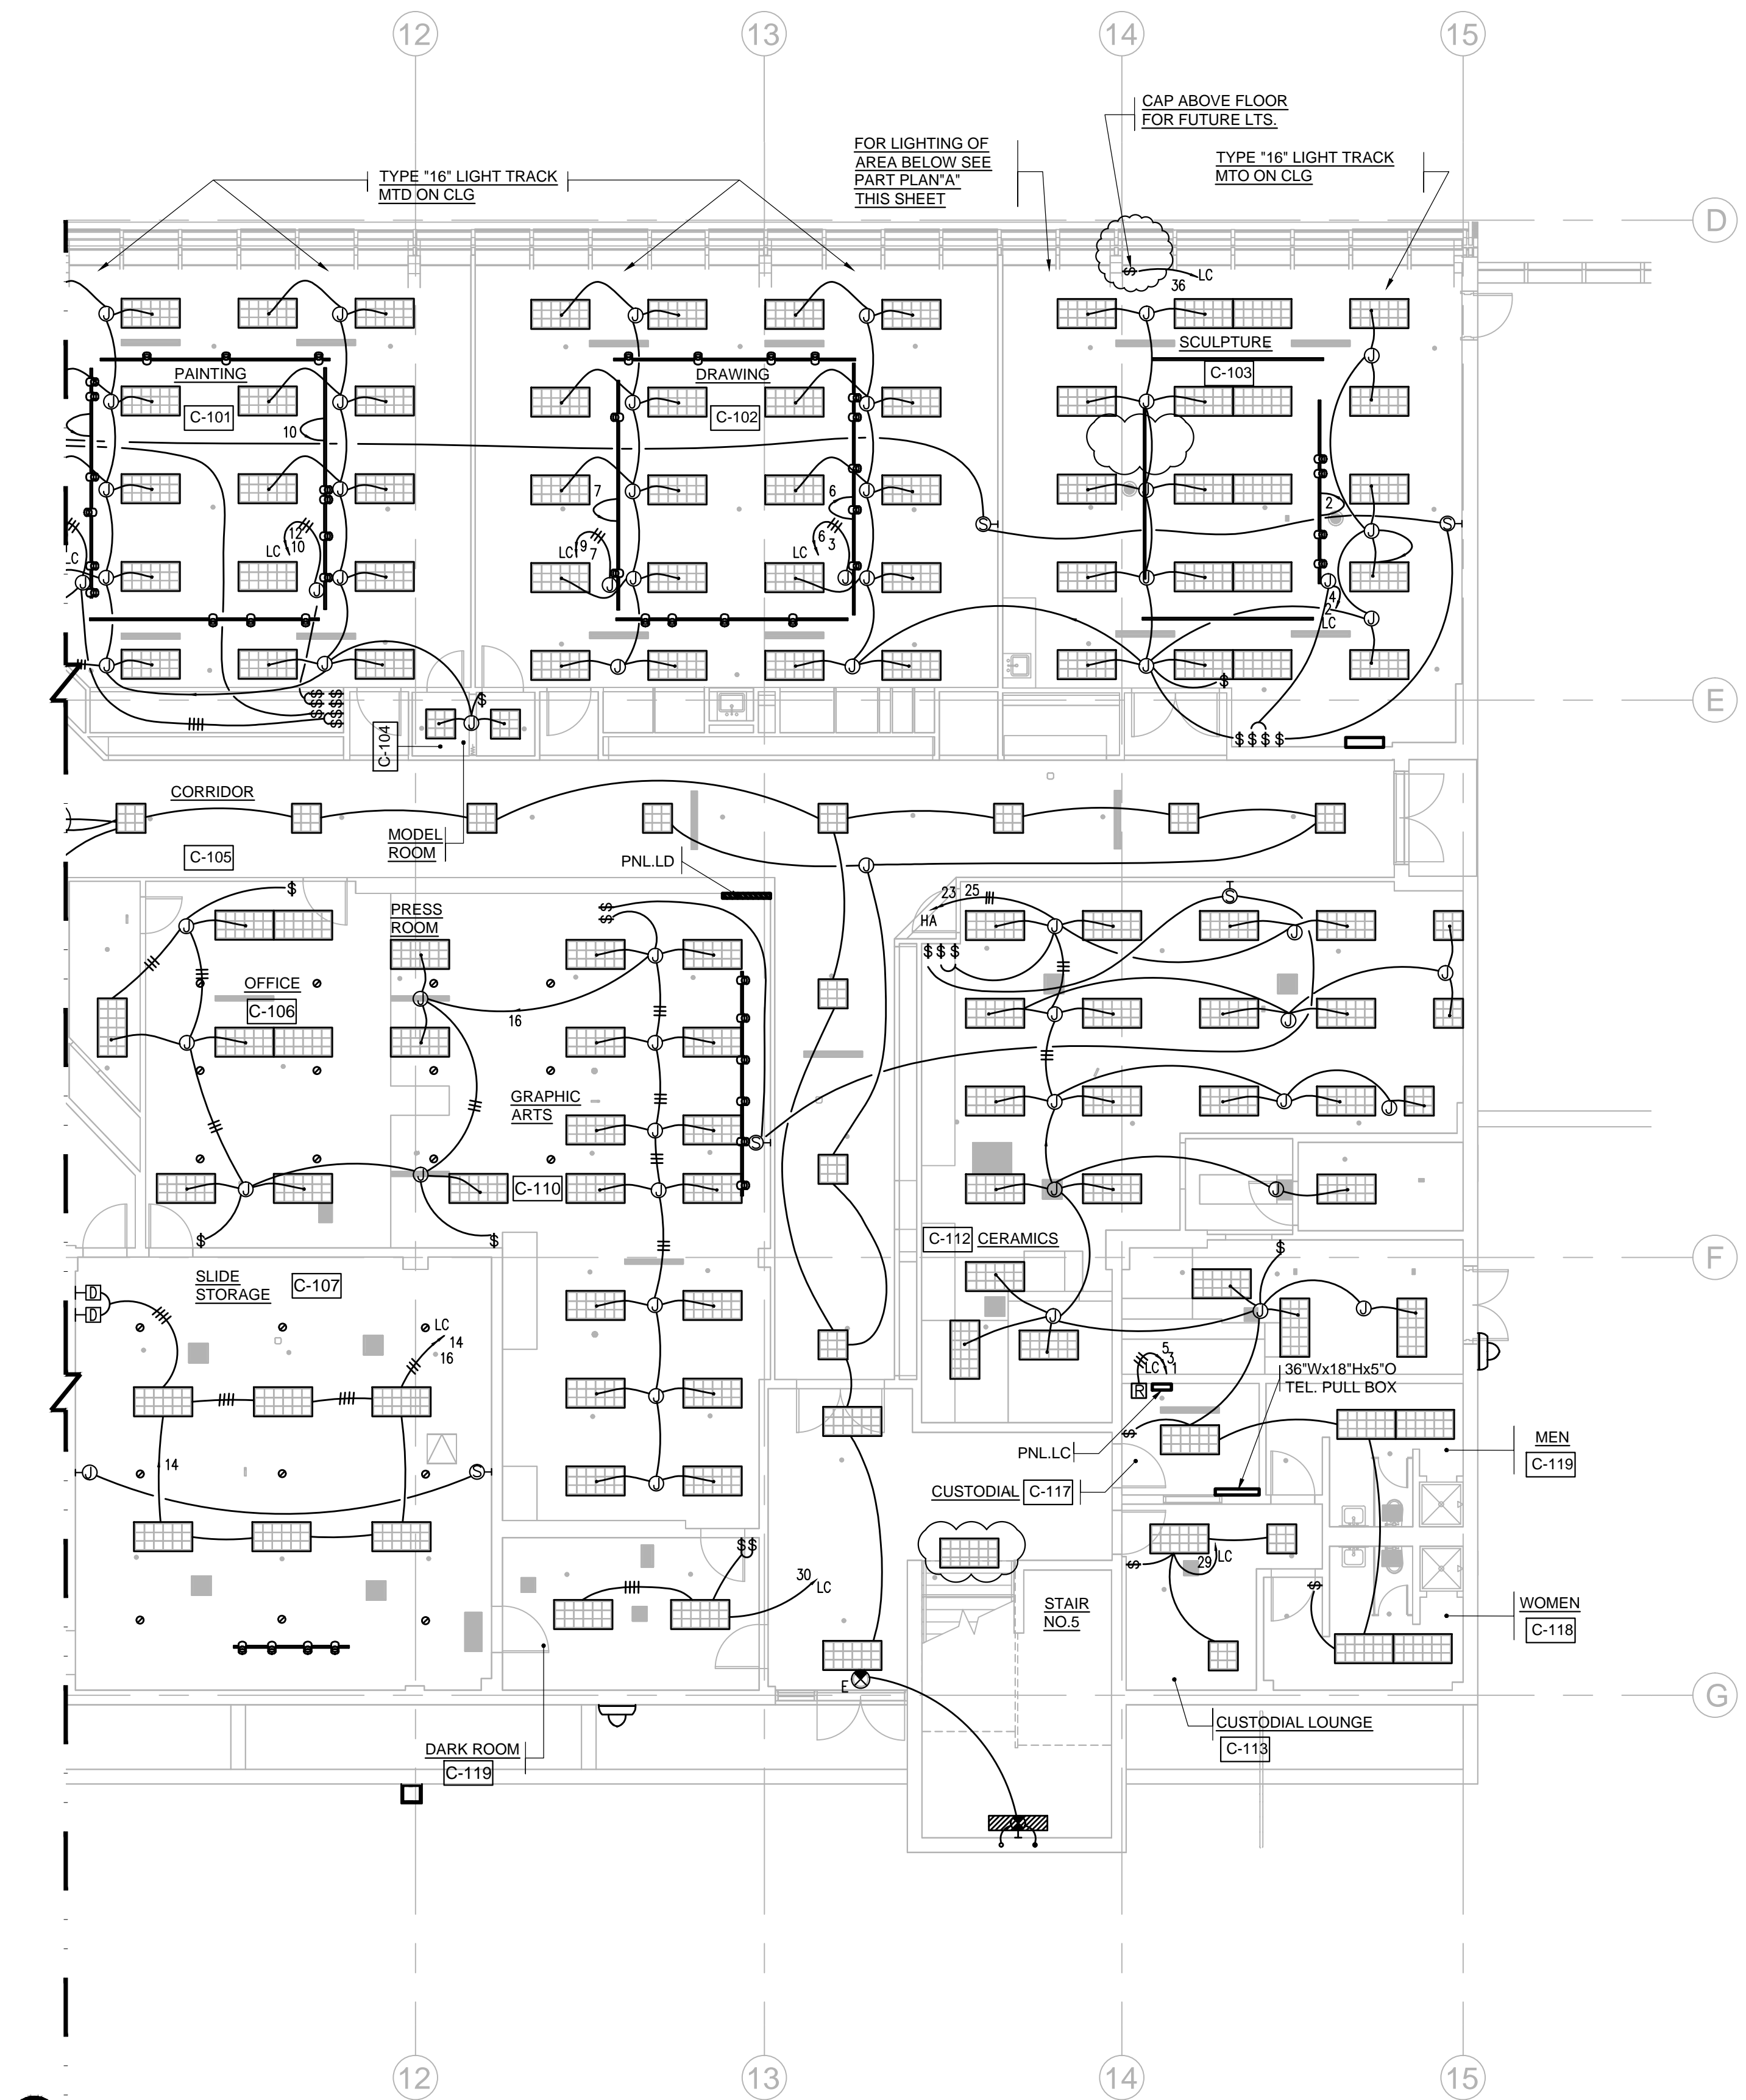 12
13
14
15
CAP ABOVE FLOOR
FOR FUTURE LTS.
FOR LIGHTING OF
AREA BELOW SEE
PART PLAN"A"
THIS SHEET
TYPE "16" LIGHT TRACK
MTO ON CLG
TYPE "16" LIGHT TRACK
MTD ON CLG
D
LC
36
SCULPTURE
C-103
PAINTING
C-101
DRAWING
C-102
10
7
6
2
S
S
12
10
LC
LC
9
7
LC
6
3
LC
4
2
LC
E
C-104
CORRIDOR
C-105
MODEL
ROOM
PNL.LD
PRESS
ROOM
23 25
HA
S
OFFICE
C-106
16
GRAPHIC
ARTS
S
C-110
C-112 CERAMICS
F
SLIDE
STORAGE
C-107
D
D
LC
14
16
5
3
1
LC
R
36"Wx18"Hx5"O
TEL. PULL BOX
PNL.LC
MEN
C-119
14
J
S
CUSTODIAL C-117
29
LC
30
LC
STAIR
NO.5
WOMEN
C-118
E
G
CUSTODIAL LOUNGE
C-113
DARK ROOM
C-119
12
13
14
15